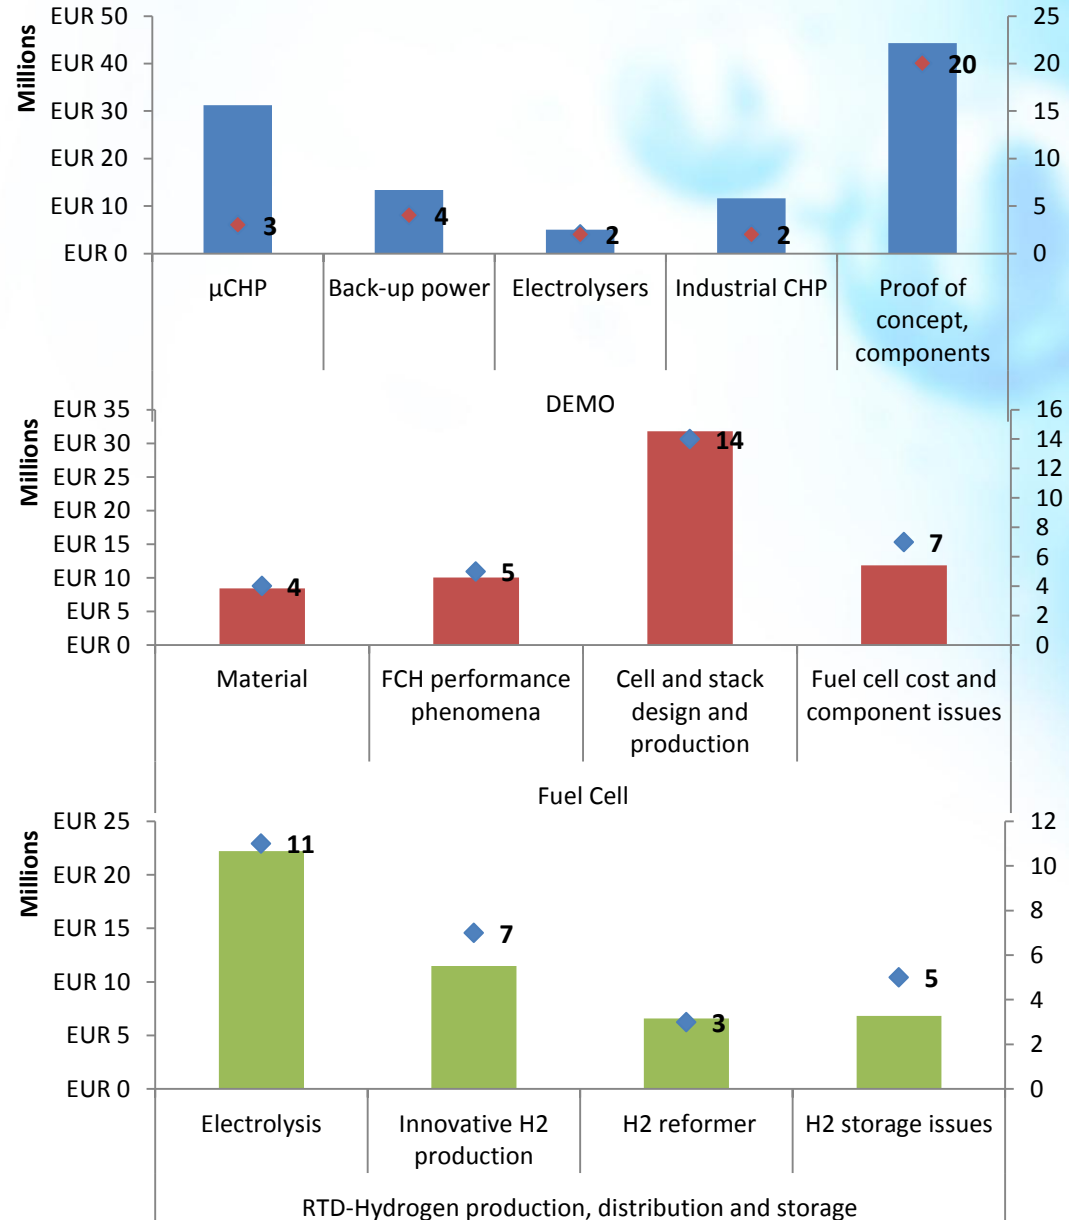 Millions
EUR 50
EUR 40
EUR 30
EUR 20
EUR 10
EUR 0
25
20
15
10
5
0
3
4
2
2
20
µCHP
Back-up power
Electrolysers
Industrial CHP
Proof of
concept,
components
DEMO
Millions
EUR 35
EUR 30
EUR 25
EUR 20
EUR 15
EUR 10
EUR 5
EUR 0
16
14
12
10
8
6
4
2
0
4
5
14
7
Material
FCH performance
phenomena
Cell and stack
design and
production
Fuel cell cost and
component issues
Fuel Cell
Millions
EUR 25
EUR 20
EUR 15
EUR 10
EUR 5
EUR 0
12
10
8
6
4
2
0
11
7
3
5
Electrolysis
Innovative H2
production
H2 reformer
H2 storage issues
RTD-Hydrogen production, distribution and storage